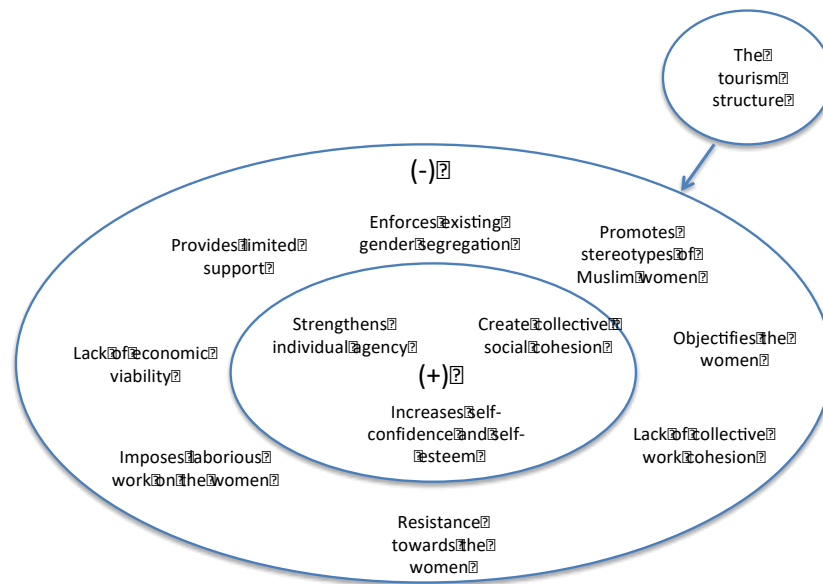 The
tourism
structure
(-)
Enforces existing
gender segregation
Promotes
stereotypes of
Muslim women
Provides limited
support
Strengthens
individual agency
Create collective
social cohesion
Objectifies the
women
Lack of economic
viability
(+)
Increases self-
confidence and self-
esteem
Lack of collective
work cohesion
Imposes laborious
work on the women
Resistance
towards the
women